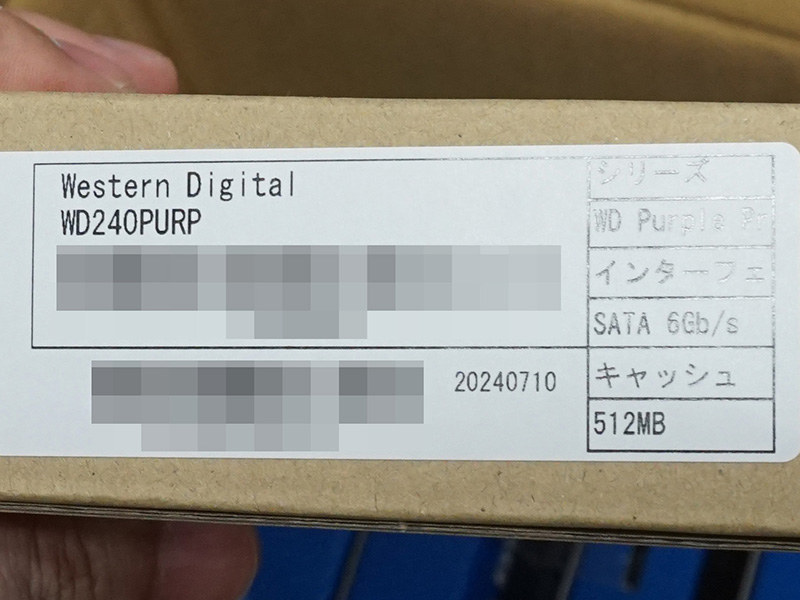 Western Digital
WD240PURP
20240710
シリーズ
WD Purple Pr
インターフェ
SATA 6Gb/s
キャッシュ
512MB